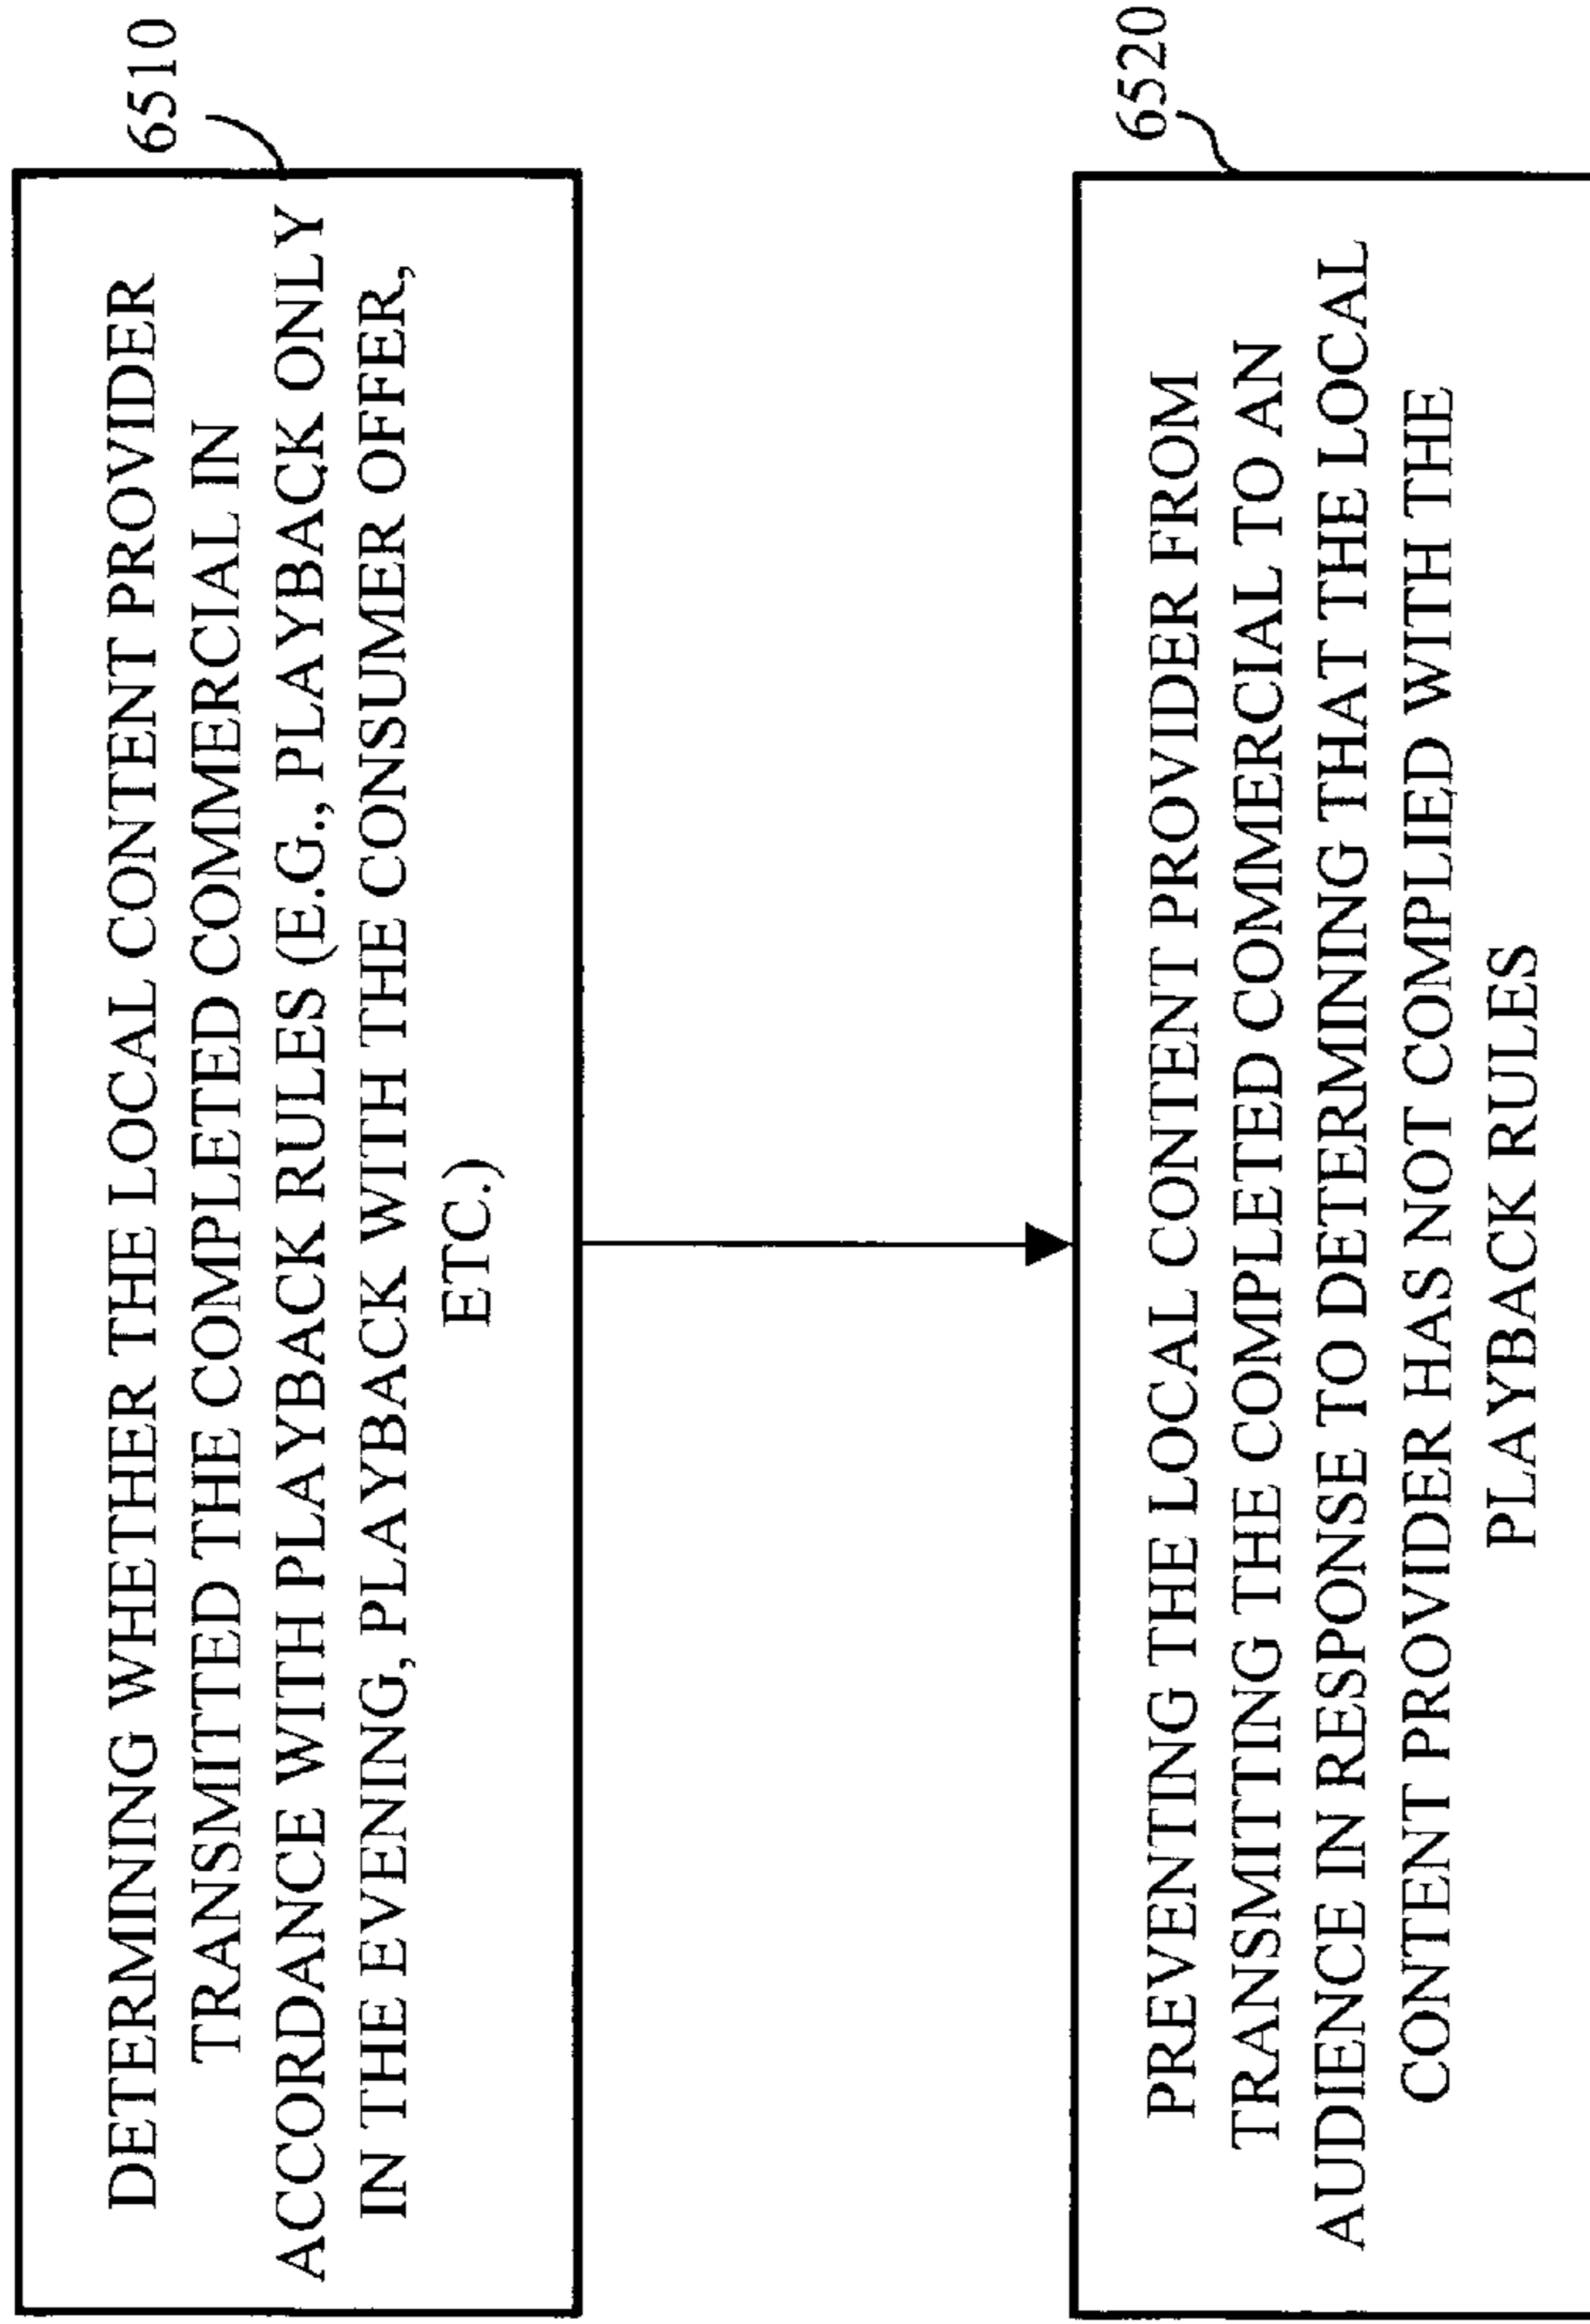 6510
DETERMINING WHETHER THE LOCAL CONTENT PROVIDER
TRANSMITTED THE COMPLETED COMMERCIAL IN
ACCORDANCE WITH PLAYBACK RULES (E.G., PLAYBACK ONLY
IN THE EVENING, PLAYBACK WITH THE CONSUMER OFFER,
ETC.)
6520
PREVENTING THE LOCAL CONTENT PROVIDER FROM
TRANSMITTING THE COMPLETED COMMERCIAL TO AN
AUDIENCE IN RESPONSE TO DETERMINING THAT THE LOCAL
CONTENT PROVIDER HAS NOT COMPLIED WITH THE
PLAYBACK RULES